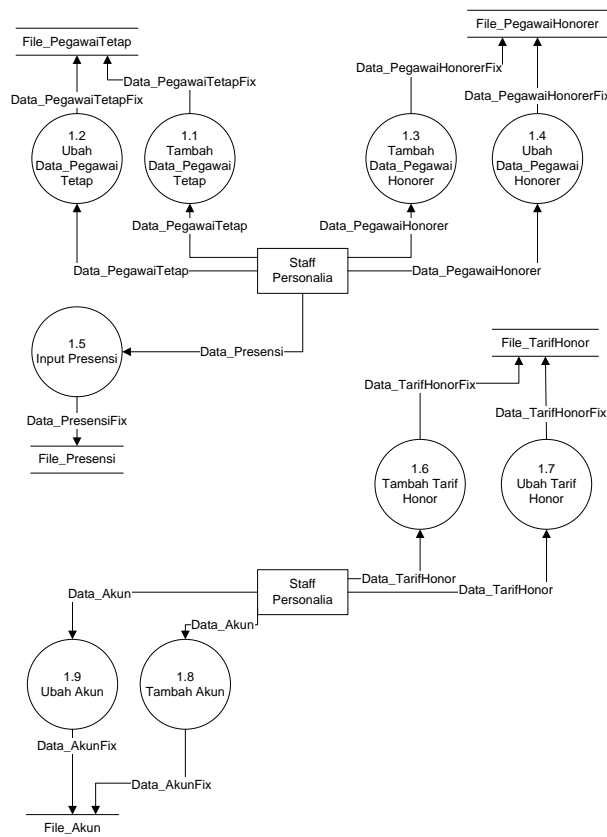 File_PegawaiTetap
File_PegawaiHonorer
Data_PegawaiTetapFix
Data_PegawaiTetapFix
Data_PegawaiHonorerFix
Data_PegawaiHonorerFix
1.2
Ubah
Data_Pegawai
Tetap
1.1
Tambah
Data_Pegawai
Tetap
1.3
Tambah
Data_Pegawai
Honorer
1.4
Ubah
Data_Pegawai
Honorer
Data_PegawaiTetap
Data_PegawaiHonorer
Data_PegawaiTetap
Staff
Personalia
Data_PegawaiHonorer
1.5
Input Presensi
Data_Presensi
Data_PresensiFix
File_Presensi
File_TarifHonor
Data_TarifHonorFix
Data_TarifHonorFix
1.6
Tambah Tarif
Honor
1.7
Ubah Tarif
Honor
Staff
Personalia
Data_TarifHonor
Data_TarifHonor
Data_Akun
Data_Akun
1.9
Ubah Akun
1.8
Tambah Akun
Data_AkunFix
Data_AkunFix
File_Akun